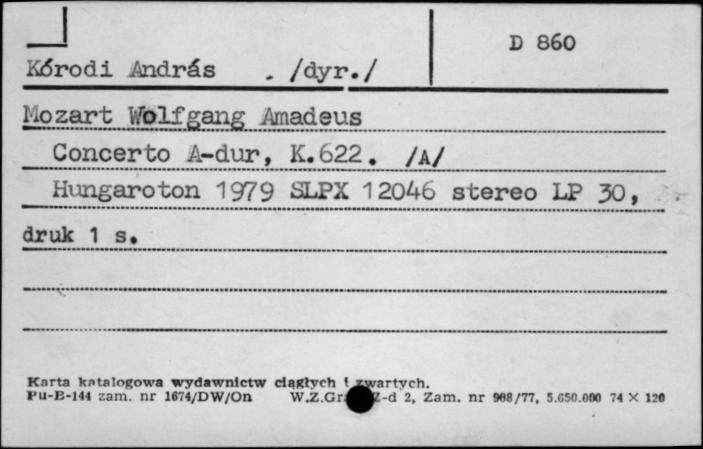 D 860
Kórodi András . /dyr./
Mozart Wolfgang Amadeus
Concerto A-dur, K.622. /A/
Hungaroton 1979 SLPX 12046 stereo LP 30,
druk 1 s.
Karta katalogowa wydawnictw ciągłych i zwartych.
Pu-B-144 zam. nr 1674/DW/On W.Z.Gr. Z-d 2, Zam. nr 908/77, 5.650.000 74 × 120